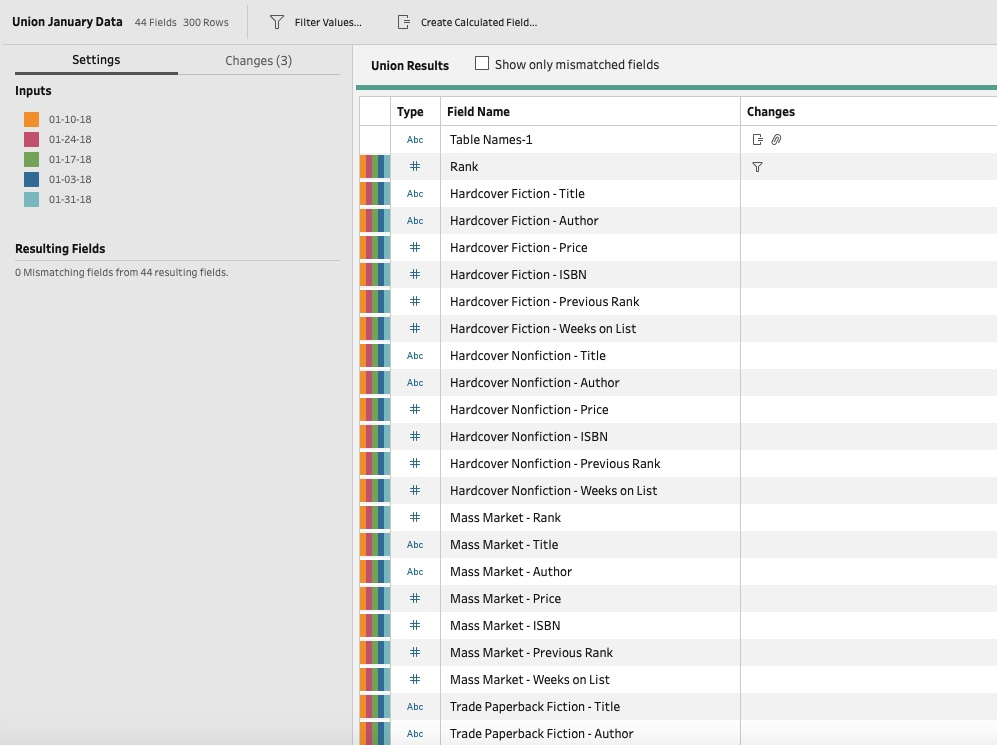 Union January Data 44 Fields 300 Rows Filter Values... Create Calculated Field...
Settings Changes (3)
Inputs
01-10-18
01-24-18
01-17-18
01-03-18
01-31-18
Resulting Fields
0 Mismatching fields from 44 resulting fields.
Union Results Show only mismatched fields
Type Field Name Changes
Abc Table Names-1
# Rank
Abc Hardcover Fiction - Title
Abc Hardcover Fiction - Author
# Hardcover Fiction - Price
# Hardcover Fiction - ISBN
# Hardcover Fiction - Previous Rank
# Hardcover Fiction - Weeks on List
Abc Hardcover Nonfiction - Title
Abc Hardcover Nonfiction - Author
# Hardcover Nonfiction - Price
# Hardcover Nonfiction - ISBN
# Hardcover Nonfiction - Previous Rank
# Hardcover Nonfiction - Weeks on List
# Mass Market - Rank
Abc Mass Market - Title
Abc Mass Market - Author
# Mass Market - Price
# Mass Market - ISBN
# Mass Market - Previous Rank
# Mass Market - Weeks on List
Abc Trade Paperback Fiction - Title
Abc Trade Paperback Fiction - Author